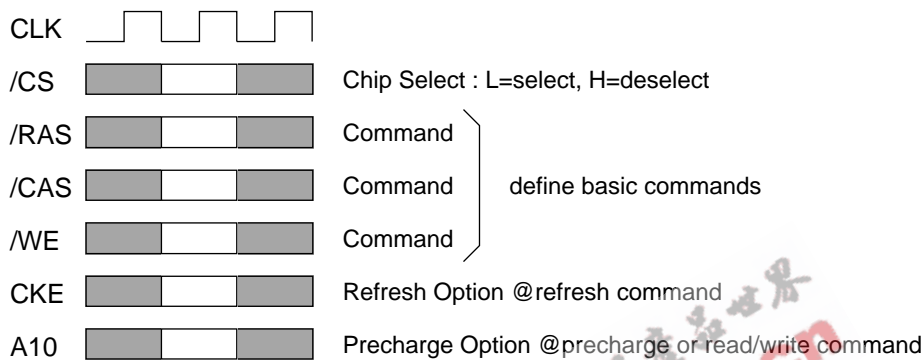 CLK
/CS Chip Select : L=select, H=deselect
/RAS Command
/CAS Command define basic commands
/WE Command
CKE Refresh Option @refresh command
A10 Precharge Option @precharge or read/write command